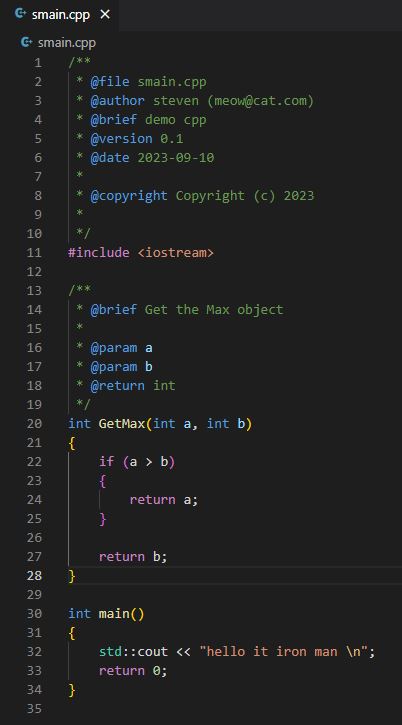 smain.cpp ×
smain.cpp
1 /**
2  * @file smain.cpp
3  * @author steven (meow@cat.com)
4  * @brief demo cpp
5  * @version 0.1
6  * @date 2023-09-10
7  *
8  * @copyright Copyright (c) 2023
9  *
10  */
11 #include <iostream>
12
13 /**
14  * @brief Get the Max object
15  *
16  * @param a
17  * @param b
18  * @return int
19  */
20 int GetMax(int a, int b)
21 {
22     if (a > b)
23     {
24         return a;
25     }
26
27     return b;
28 }
29
30 int main()
31 {
32     std::cout << "hello it iron man \n";
33     return 0;
34 }
35